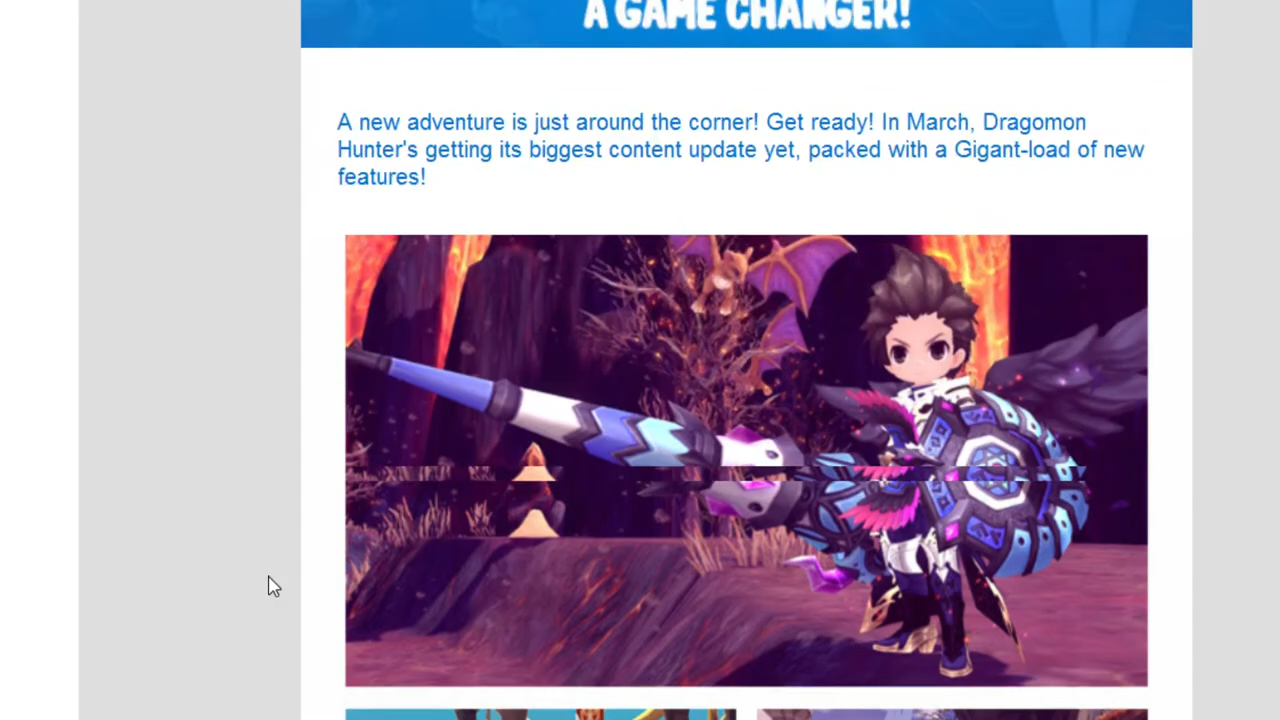 A GAME CHANGER!
A new adventure is just around the corner! Get ready! In March, Dragomon
Hunter's getting its biggest content update yet, packed with a Gigant-load of new
features!